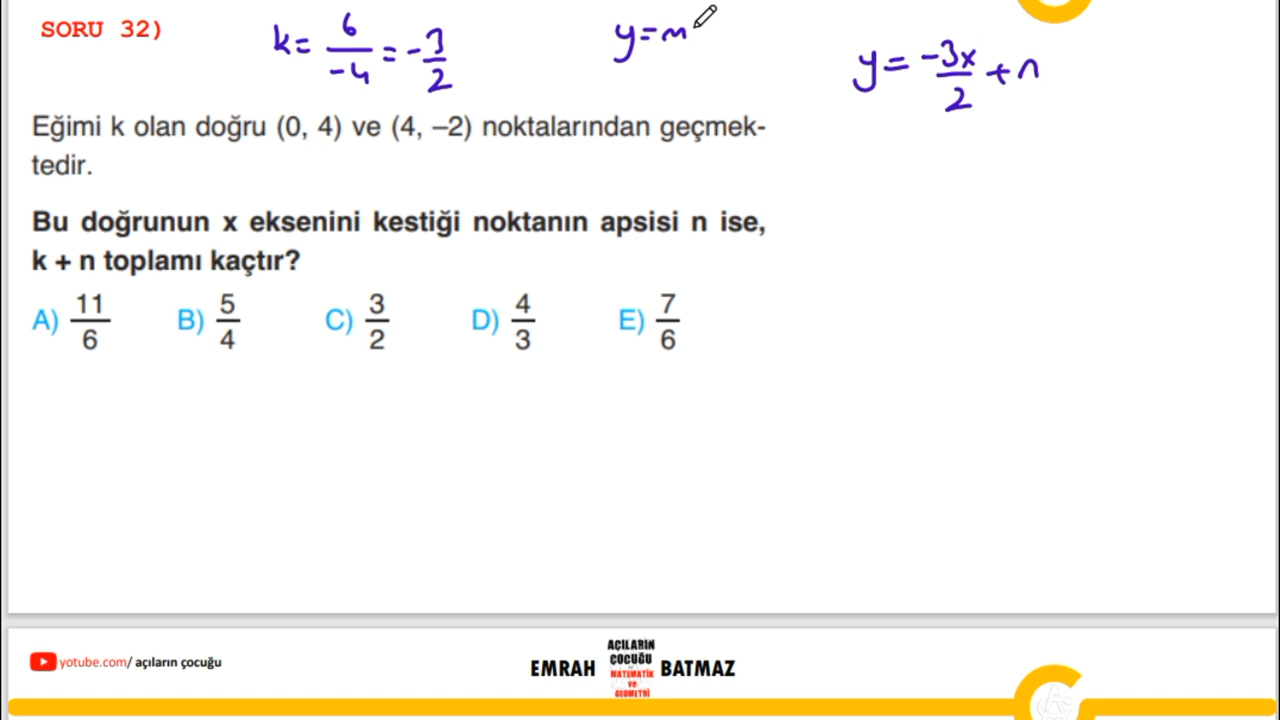 SORU 32)
k= 6/-4 = -3/2
y=m
y= -3x/2 +n
Eğimi k olan doğru (0, 4) ve (4, –2) noktalarından geçmek-
tedir.
Bu doğrunun x eksenini kestiği noktanın apsisi n ise,
k + n toplamı kaçtır?
A) 11/6 B) 5/4 C) 3/2 D) 4/3 E) 7/6
yotube.com/ açıların çocuğu
EMRAH
AÇILARIN
ÇOCUĞU
MATEMATİK
ve
GEOMETRİ
BATMAZ